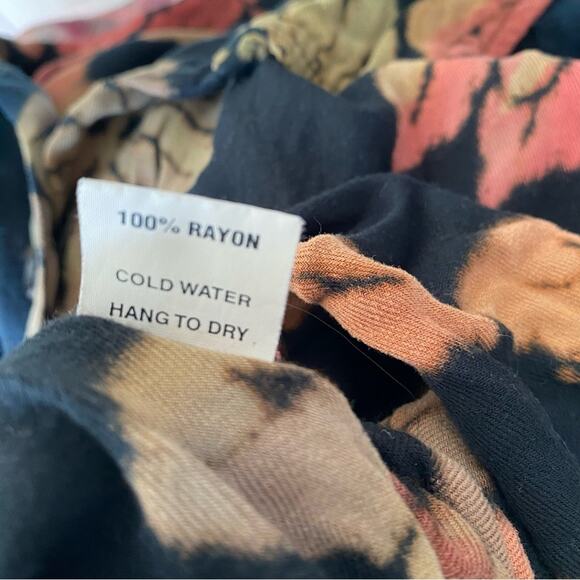 100% RAYON
COLD WATER
HANG TO DRY